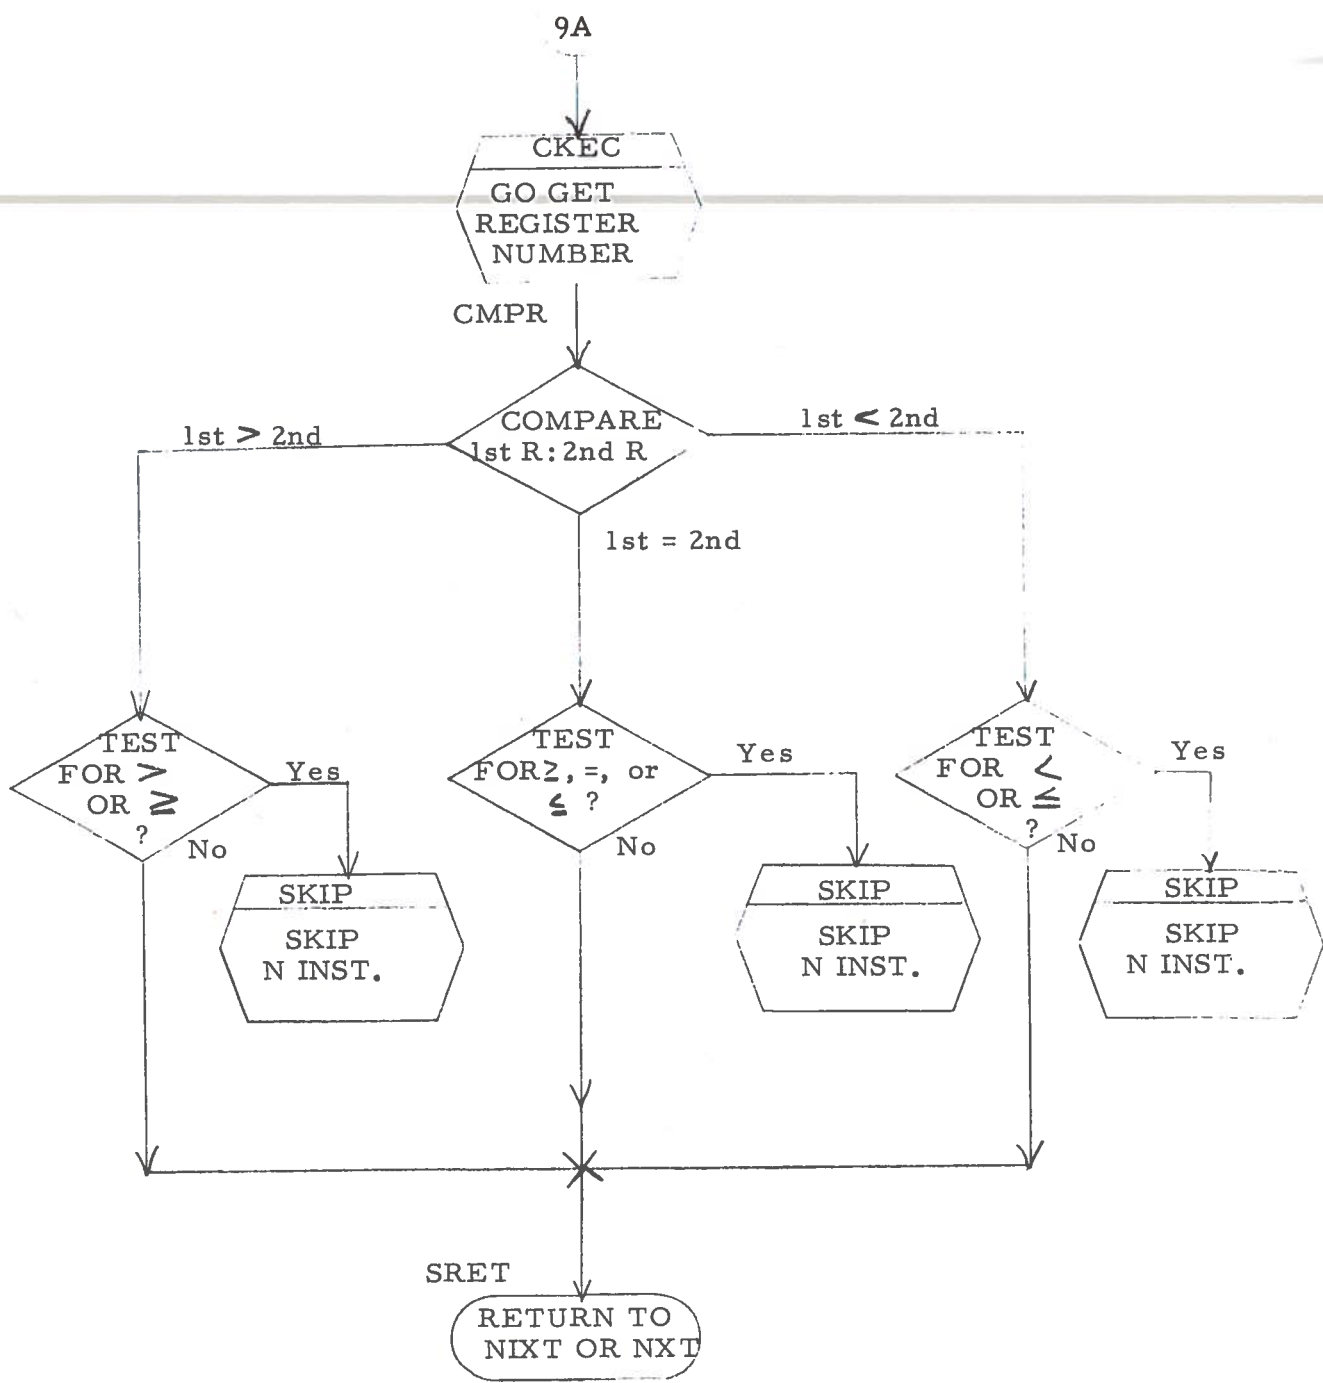 9A
CKEC
GO GET
REGISTER
NUMBER
CMPR
COMPARE
1st R:2nd R
1st > 2nd
1st < 2nd
1st = 2nd
TEST
FOR >
OR ≥
?
Yes
No
SKIP
SKIP
N INST.
TEST
FOR ≥, =, or
≤ ?
Yes
No
SKIP
SKIP
N INST.
TEST
FOR <
OR ≤
?
Yes
No
SKIP
SKIP
N INST.
SRET
RETURN TO
NIXT OR NXT